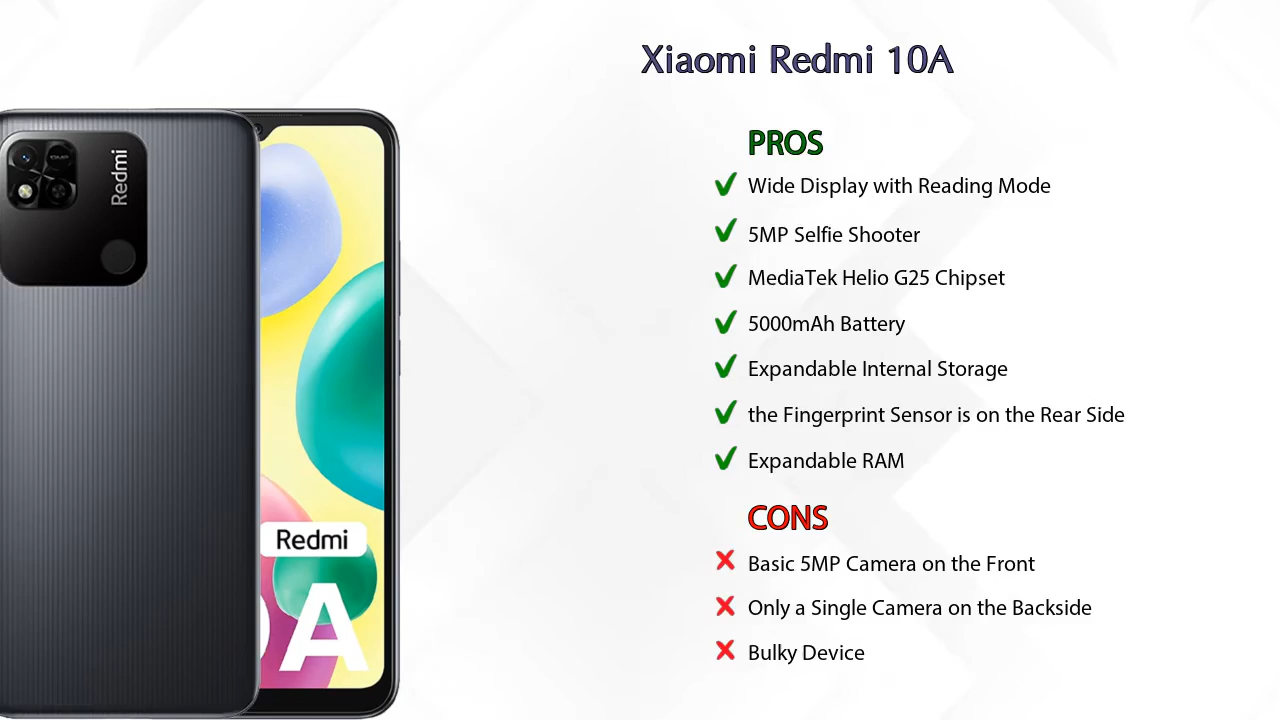 Xiaomi Redmi 10A
PROS
Wide Display with Reading Mode
5MP Selfie Shooter
MediaTek Helio G25 Chipset
5000mAh Battery
Expandable Internal Storage
the Fingerprint Sensor is on the Rear Side
Expandable RAM
CONS
Basic 5MP Camera on the Front
Only a Single Camera on the Backside
Bulky Device
Redmi
Redmi
A